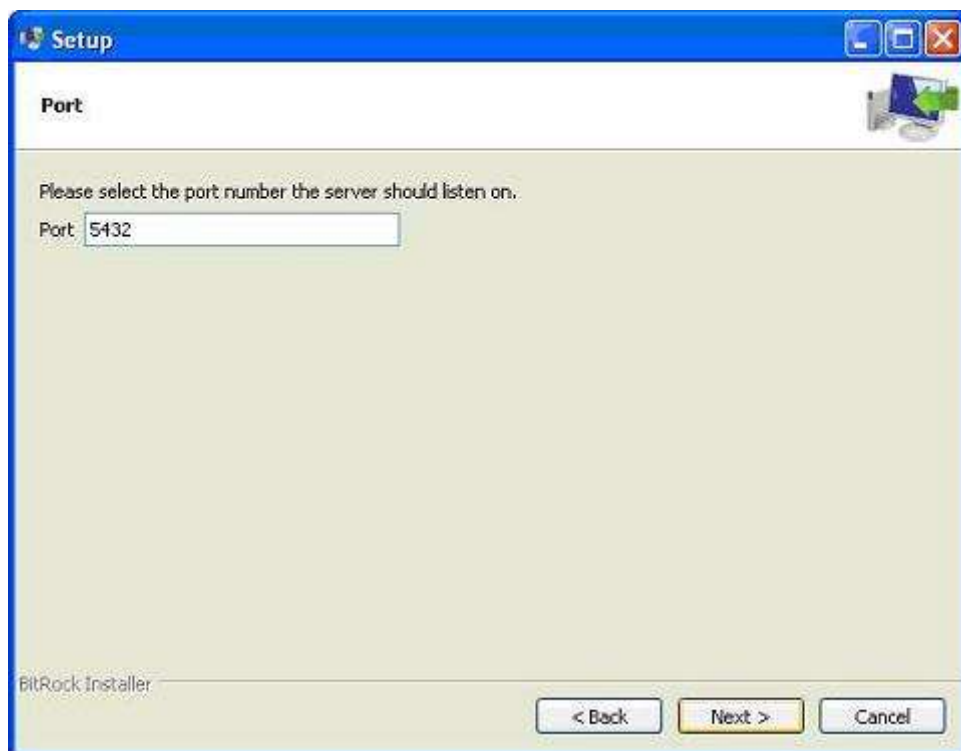 Setup
Port
Please select the port number the server should listen on.
Port 5432
BitRock Installer
< Back Next > Cancel